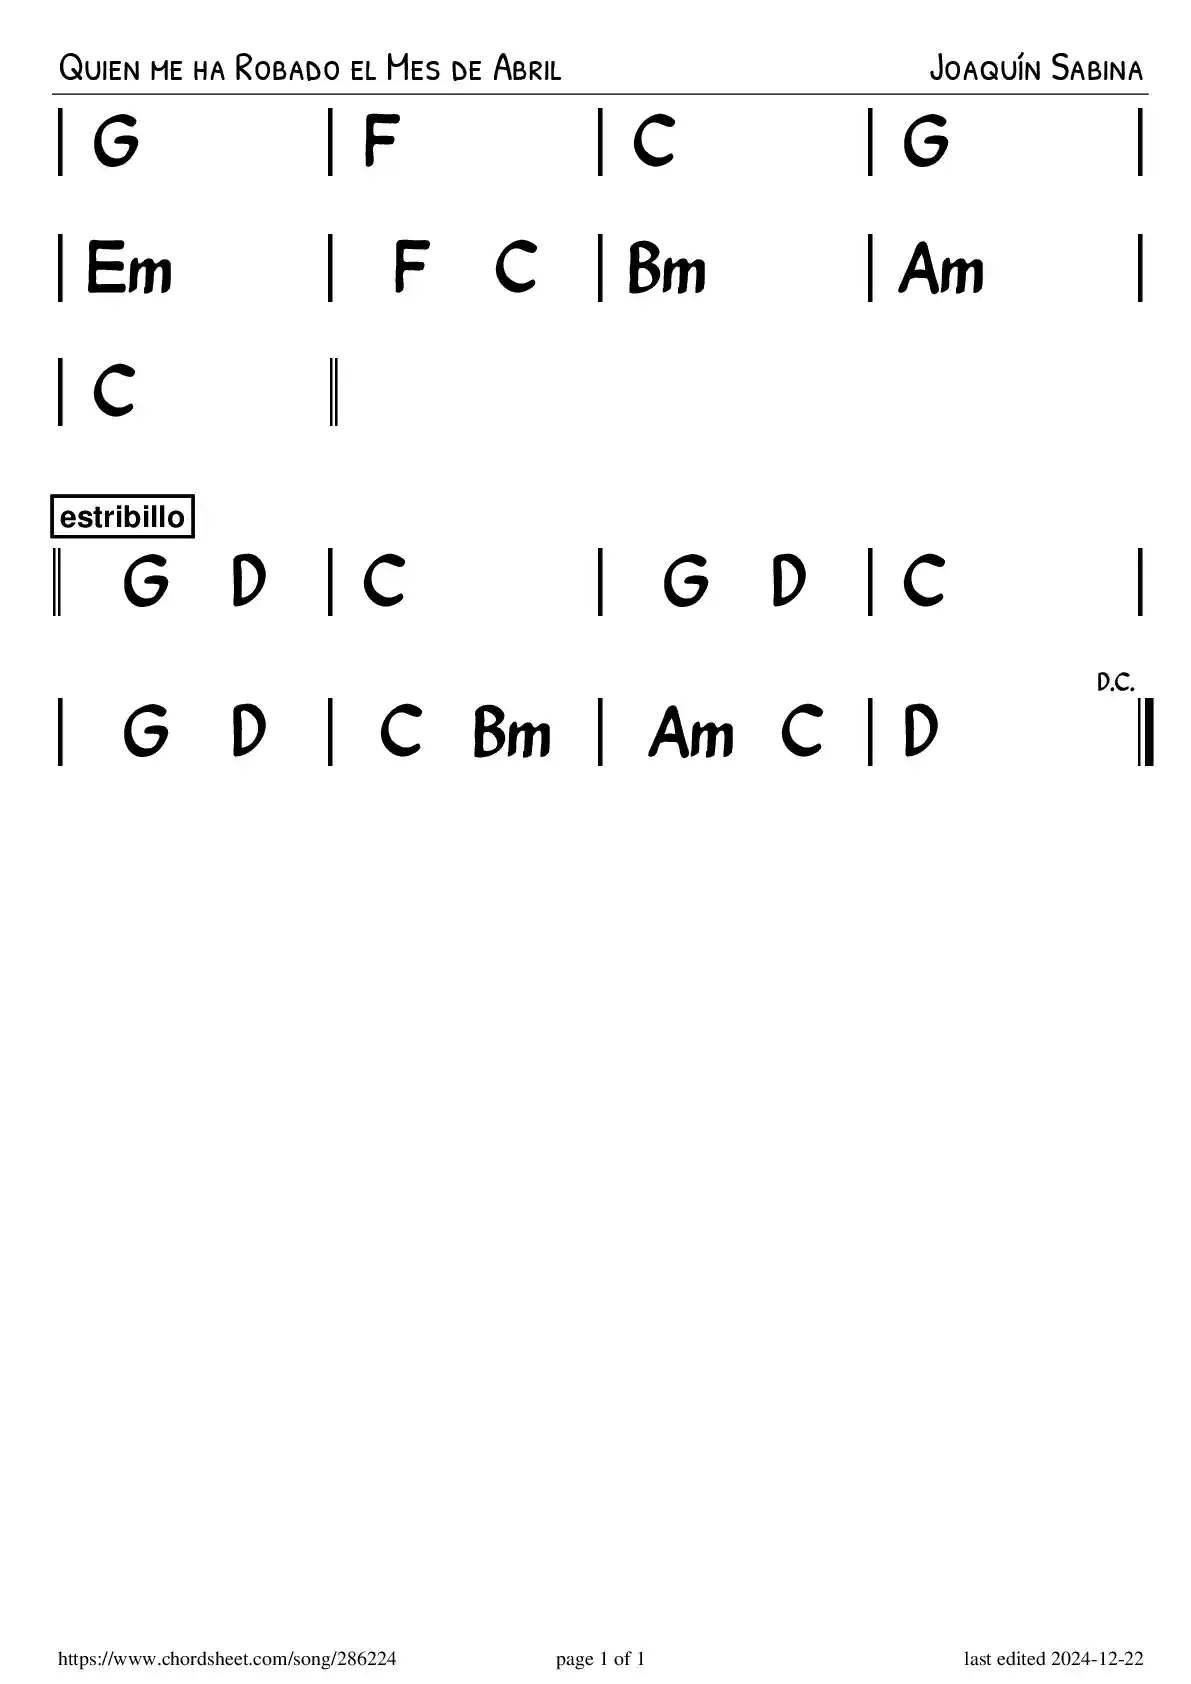 Quien me ha Robado el Mes de Abril Joaquín Sabina
| G | F | C | G |
| Em | F C | Bm | Am |
| C ||
estribillo
|| G D | C | G D | C |
D.C.
| G D | C Bm | Am C | D ||
https://www.chordsheet.com/song/286224 page 1 of 1 last edited 2024-12-22